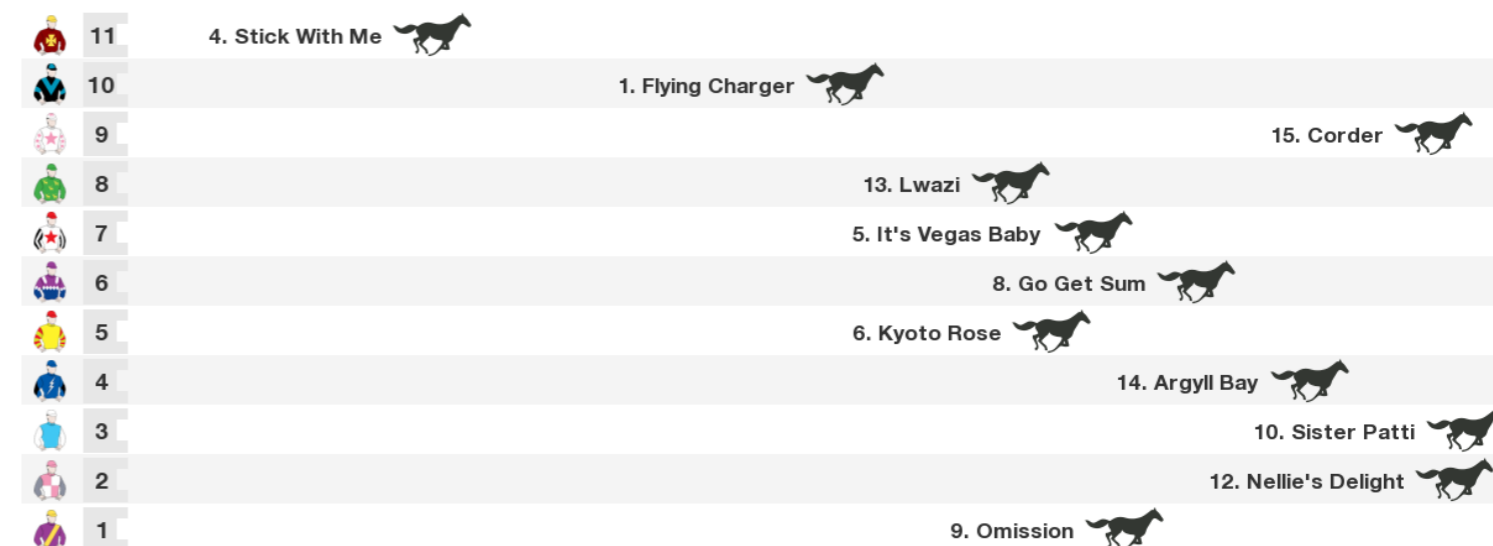 11 4. Stick With Me
10 1. Flying Charger
9 15. Corder
8 13. Lwazi
7 5. It's Vegas Baby
6 8. Go Get Sum
5 6. Kyoto Rose
4 14. Argyll Bay
3 10. Sister Patti
2 12. Nellie's Delight
1 9. Omission